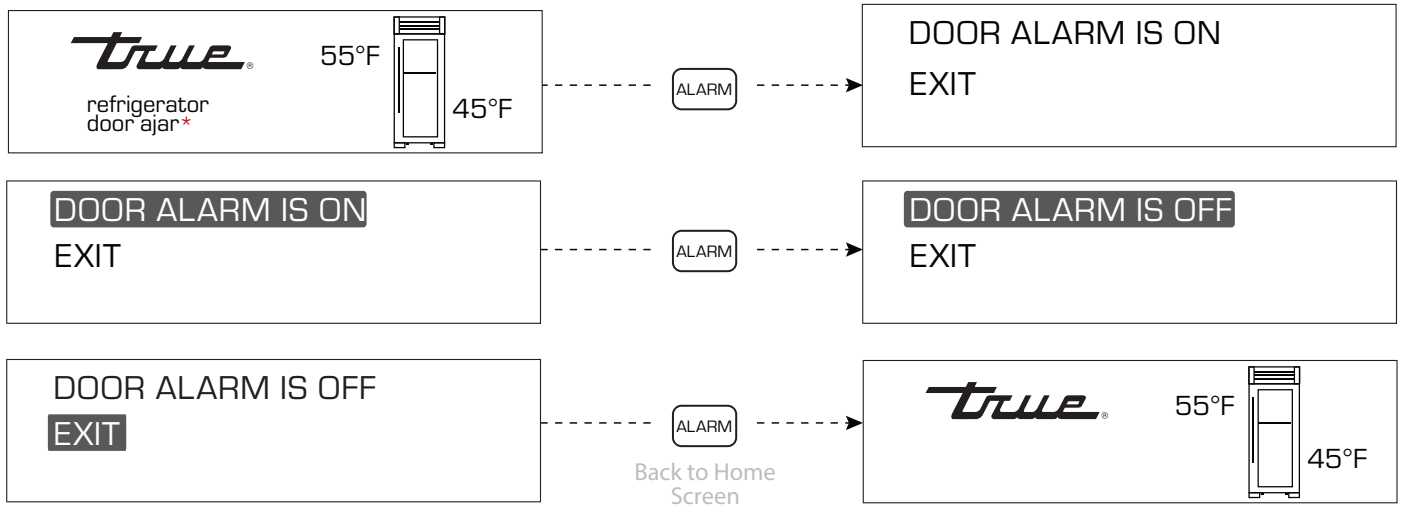 true®
refrigerator
door ajar*
55°F
45°F
ALARM
DOOR ALARM IS ON
EXIT
DOOR ALARM IS ON
EXIT
ALARM
DOOR ALARM IS OFF
EXIT
DOOR ALARM IS OFF
EXIT
ALARM
Back to Home
Screen
true®
55°F
45°F